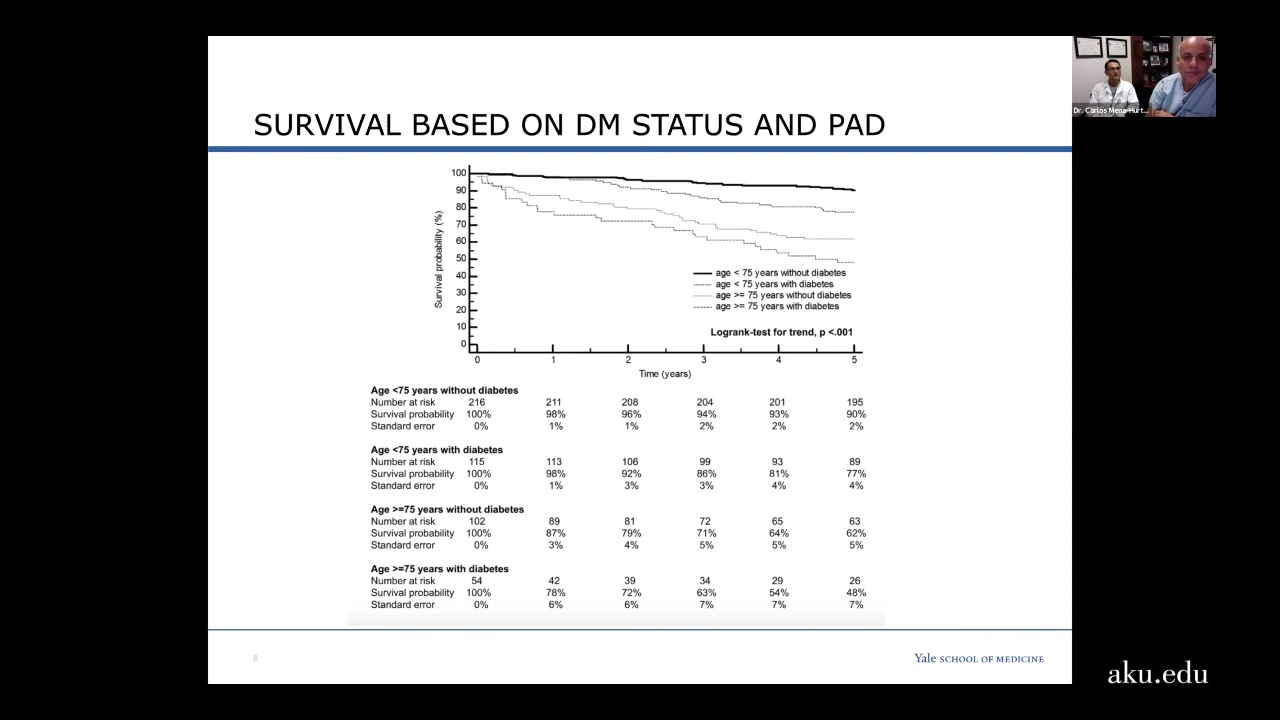 Dr. Carlos Mena-Hurt...
SURVIVAL BASED ON DM STATUS AND PAD
100
90
80
70
60
50
40
30
20
10
0
Survival probability (%)
age < 75 years without diabetes
age < 75 years with diabetes
age >= 75 years without diabetes
age >= 75 years with diabetes
Logrank-test for trend, p <.001
0 1 2 3 4 5
Time (years)
Age <75 years without diabetes
Number at risk 216 211 208 204 201 195
Survival probability 100% 98% 96% 94% 93% 90%
Standard error 0% 1% 1% 2% 2% 2%
Age <75 years with diabetes
Number at risk 115 113 106 99 93 89
Survival probability 100% 98% 92% 86% 81% 77%
Standard error 0% 1% 3% 3% 4% 4%
Age >=75 years without diabetes
Number at risk 102 89 81 72 65 63
Survival probability 100% 87% 79% 71% 64% 62%
Standard error 0% 3% 4% 5% 5% 5%
Age >=75 years with diabetes
Number at risk 54 42 39 34 29 26
Survival probability 100% 78% 72% 63% 54% 48%
Standard error 0% 6% 6% 7% 7% 7%
8
Yale SCHOOL OF MEDICINE
aku.edu